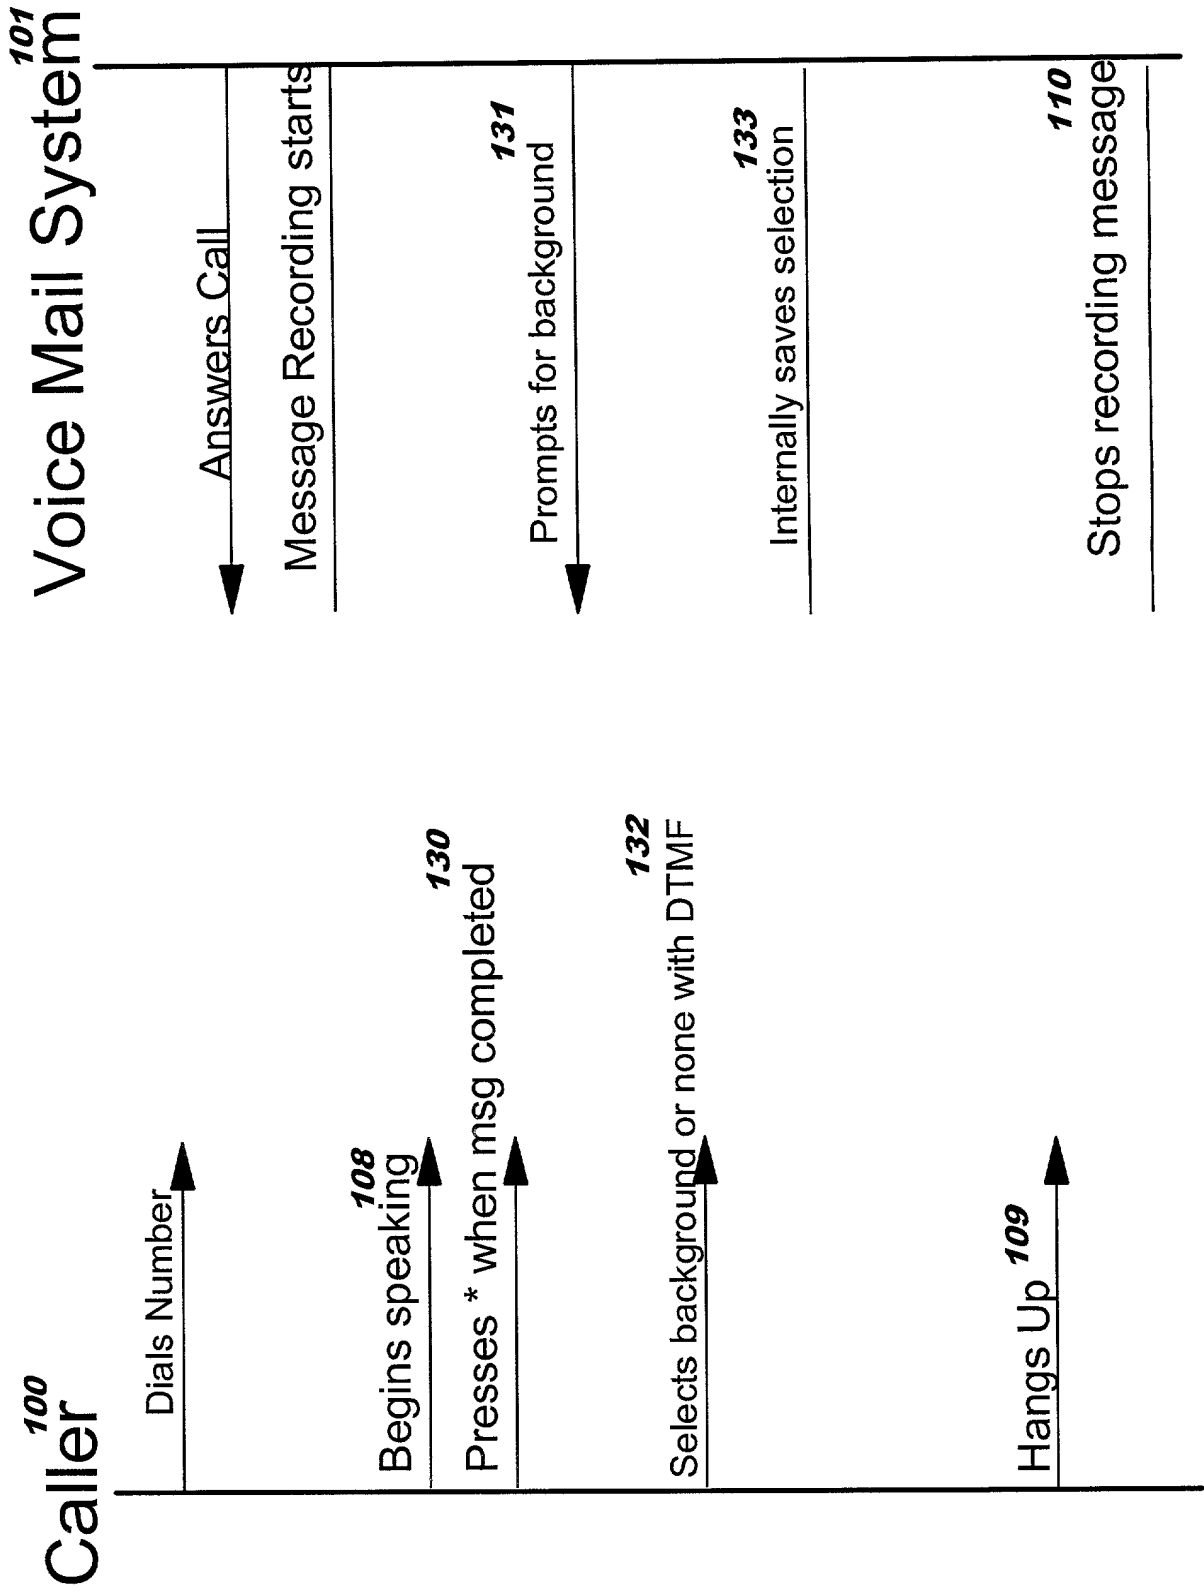 Caller 100
Voice Mail System 101
Dials Number
Answers Call
Message Recording starts
108
Begins speaking
130
Presses * when msg completed
131
Prompts for background
132
Selects background or none with DTMF
133
Internally saves selection
Hangs Up 109
110
Stops recording message